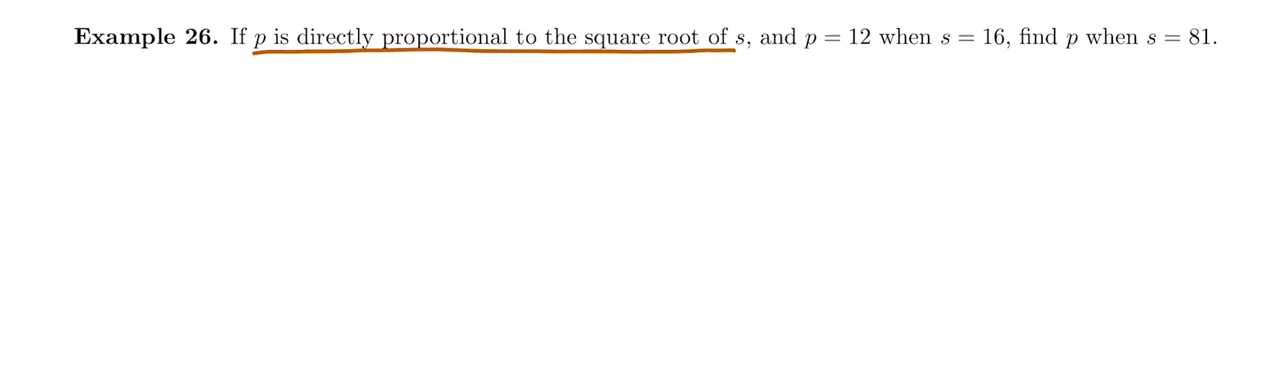 Example 26. If p is directly proportional to the square root of s, and p = 12 when s = 16, find p when s = 81.